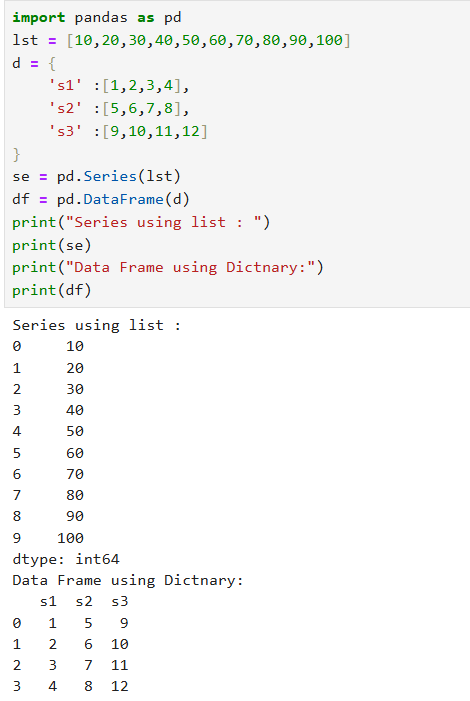 import pandas as pd
lst = [10,20,30,40,50,60,70,80,90,100]
d = {
    's1' :[1,2,3,4],
    's2' :[5,6,7,8],
    's3' :[9,10,11,12]
}
se = pd.Series(lst)
df = pd.DataFrame(d)
print("Series using list : ")
print(se)
print("Data Frame using Dictnary:")
print(df)
Series using list :
0     10
1     20
2     30
3     40
4     50
5     60
6     70
7     80
8     90
9    100
dtype: int64
Data Frame using Dictnary:
   s1  s2  s3
0   1   5   9
1   2   6  10
2   3   7  11
3   4   8  12